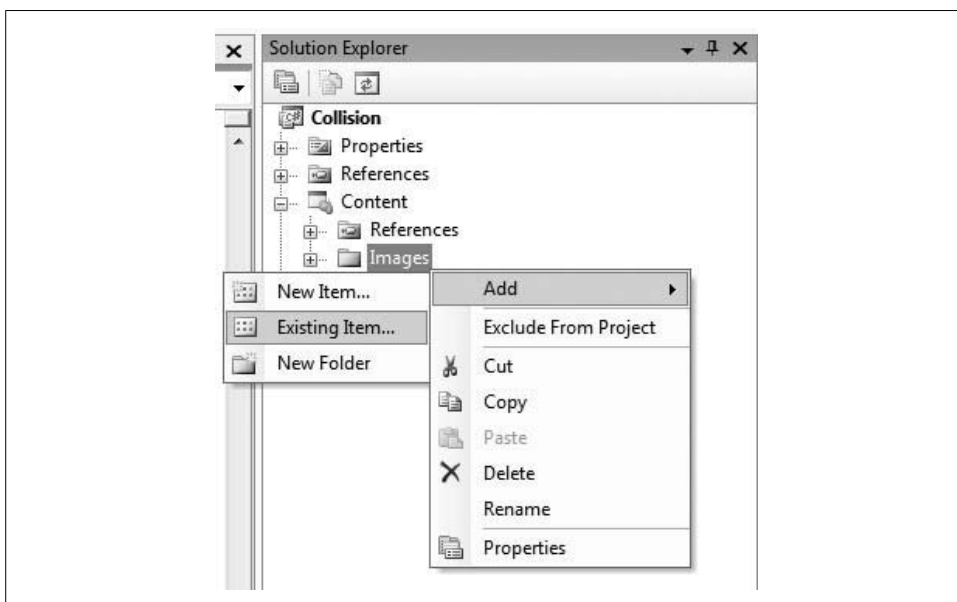 Solution Explorer
Collision
Properties
References
Content
References
Images
New Item...
Existing Item...
New Folder
Add
Exclude From Project
Cut
Copy
Paste
Delete
Rename
Properties